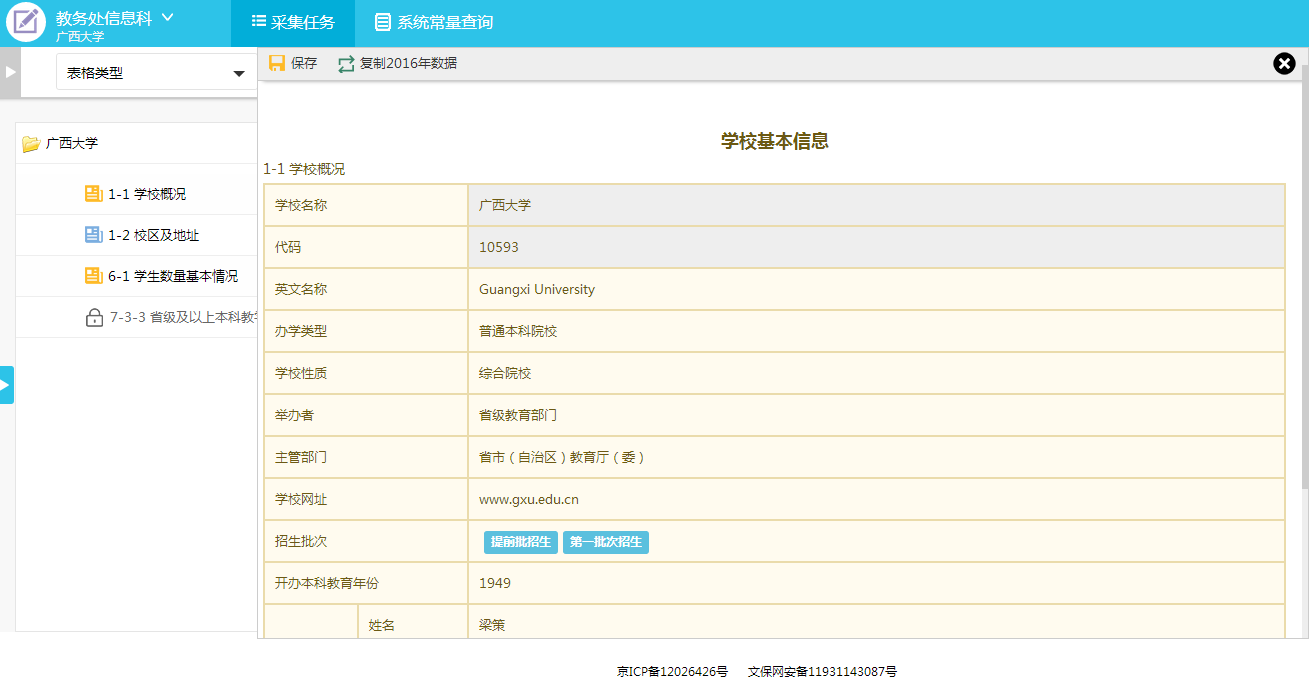 教务处信息科
广西大学
采集任务
系统常量查询
表格类型
保存
复制2016年数据
广西大学
1-1 学校概况
1-2 校区及地址
6-1 学生数量基本情况
7-3-3 省级及以上本科教学
学校基本信息
1-1 学校概况
学校名称 广西大学
代码 10593
英文名称 Guangxi University
办学类型 普通本科院校
学校性质 综合院校
举办者 省级教育部门
主管部门 省市（自治区）教育厅（委）
学校网址 www.gxu.edu.cn
招生批次 提前批招生 第一批次招生
开办本科教育年份 1949
姓名 梁策
京ICP备12026426号 文保网安备11931143087号